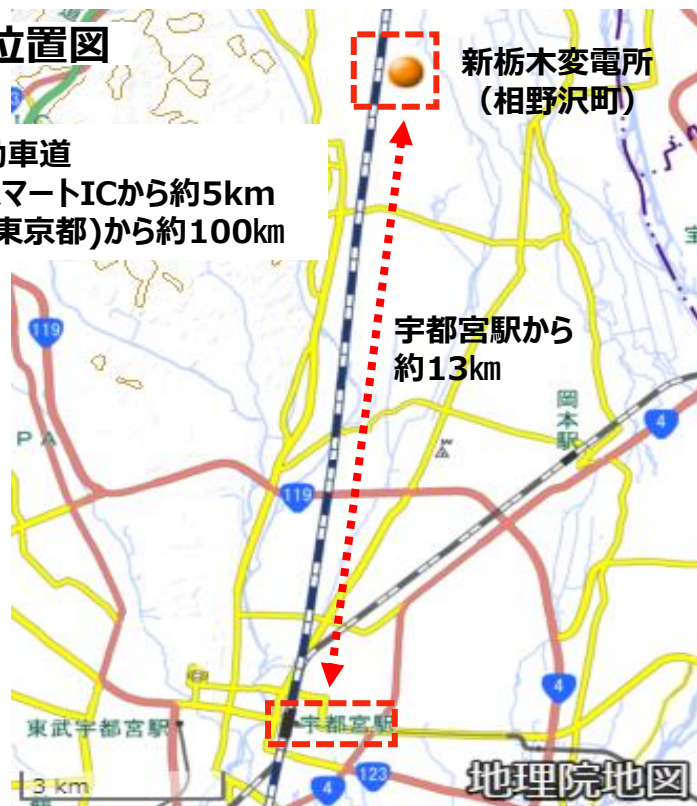 位置図
新栃木変電所
（相野沢町）
動車道
スマートICから約5km
東京都)から約100㎞
宇都宮駅から
約13㎞
119
岡本駅
4
PA
119
4
東武宇都宮駅
宇都宮駅
3 km
4
123
地理院地図